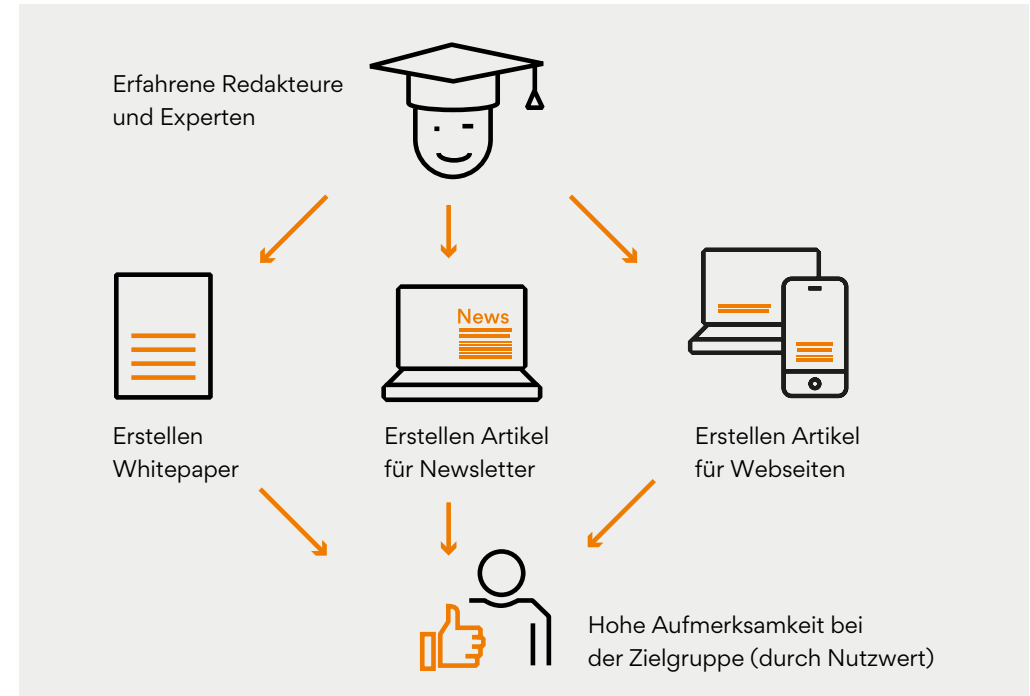 Erfahrene Redakteure
und Experten
News
Erstellen
Whitepaper
Erstellen Artikel
für Newsletter
Erstellen Artikel
für Webseiten
Hohe Aufmerksamkeit bei
der Zielgruppe (durch Nutzwert)